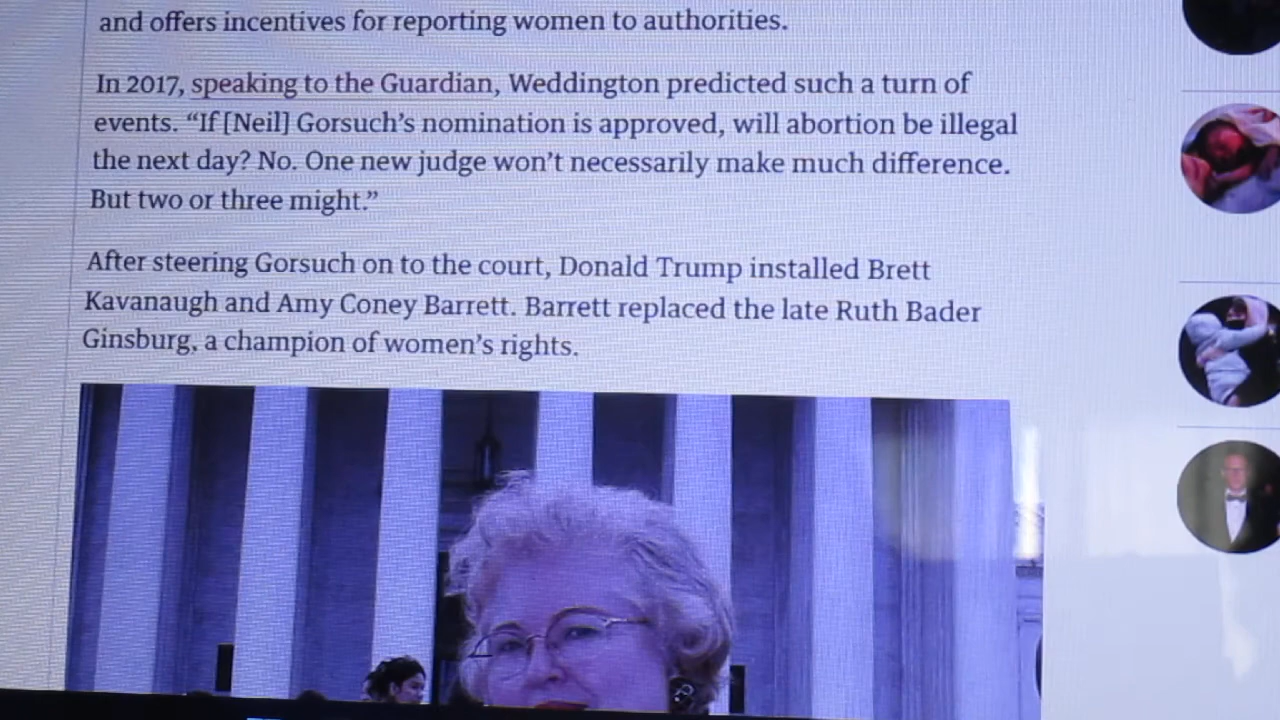 and offers incentives for reporting women to authorities.
In 2017, speaking to the Guardian, Weddington predicted such a turn of
events. “If [Neil] Gorsuch’s nomination is approved, will abortion be illegal
the next day? No. One new judge won’t necessarily make much difference.
But two or three might.”
After steering Gorsuch on to the court, Donald Trump installed Brett
Kavanaugh and Amy Coney Barrett. Barrett replaced the late Ruth Bader
Ginsburg, a champion of women’s rights.